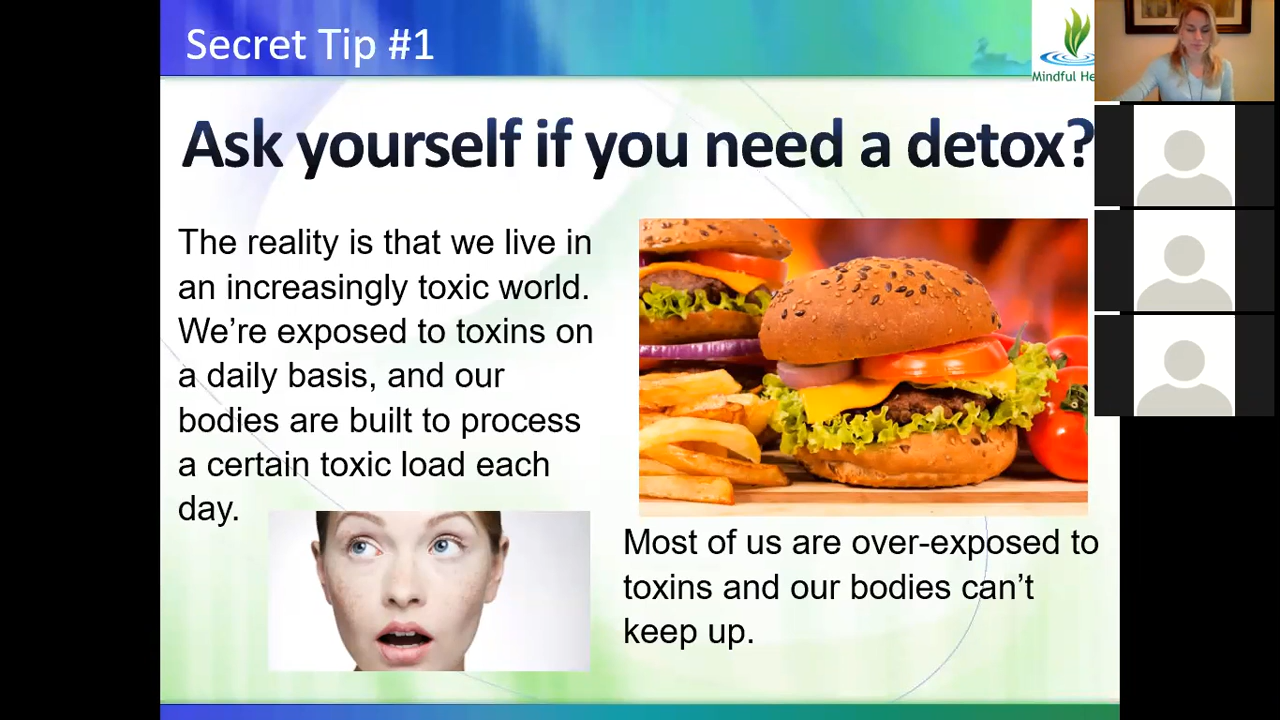 Secret Tip #1
Mindful He
Ask yourself if you need a detox?
The reality is that we live in
an increasingly toxic world.
We’re exposed to toxins on
a daily basis, and our
bodies are built to process
a certain toxic load each
day.
Most of us are over-exposed to
toxins and our bodies can’t
keep up.